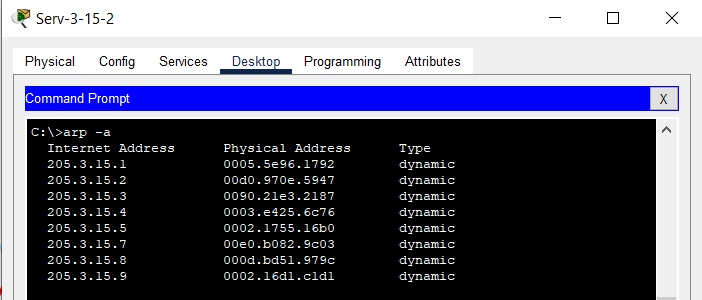 Serv-3-15-2
Physical Config Services Desktop Programming Attributes
Command Prompt X
C:\>arp -a
Internet Address Physical Address Type
205.3.15.1 0005.5e96.1792 dynamic
205.3.15.2 00d0.970e.5947 dynamic
205.3.15.3 0090.21e3.2187 dynamic
205.3.15.4 0003.e425.6c76 dynamic
205.3.15.5 0002.1755.16b0 dynamic
205.3.15.7 00e0.b082.9c03 dynamic
205.3.15.8 000d.bd51.979c dynamic
205.3.15.9 0002.16d1.c1d1 dynamic